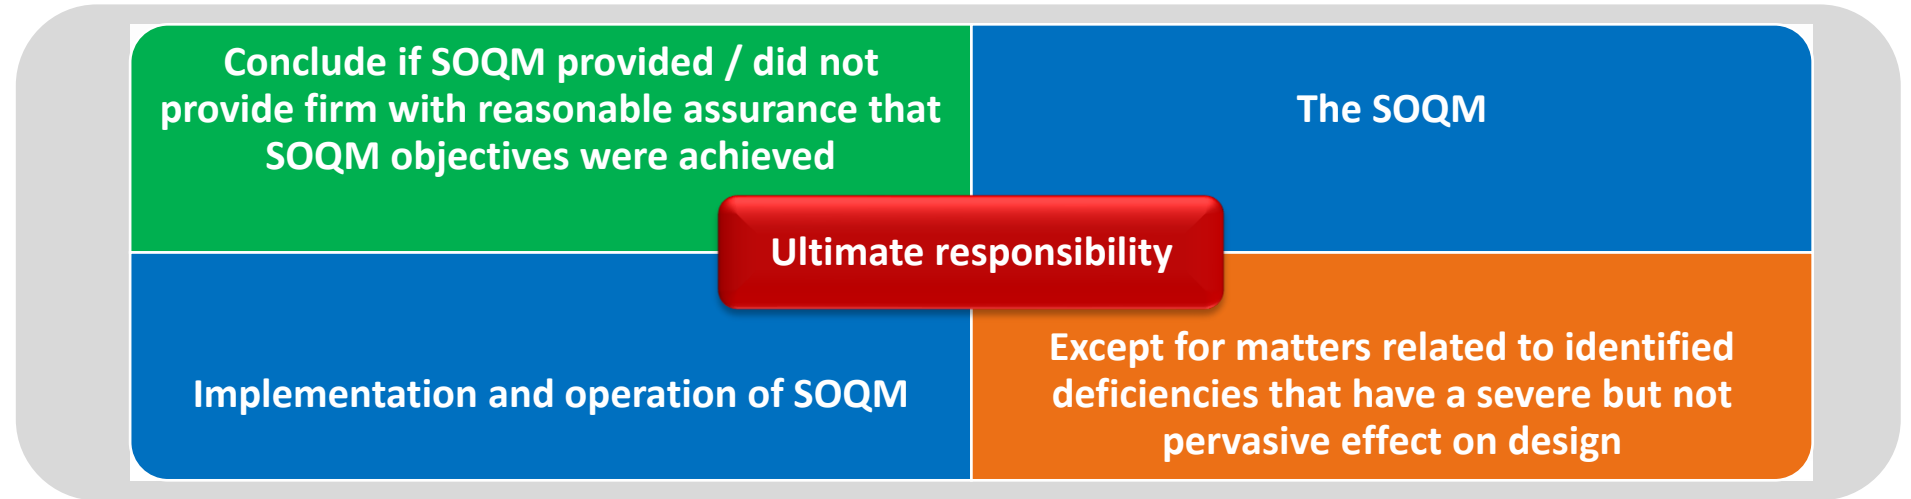 Conclude if SOQM provided / did not
provide firm with reasonable assurance that
SOQM objectives were achieved
The SOQM
Ultimate responsibility
Implementation and operation of SOQM
Except for matters related to identified
deficiencies that have a severe but not
pervasive effect on design